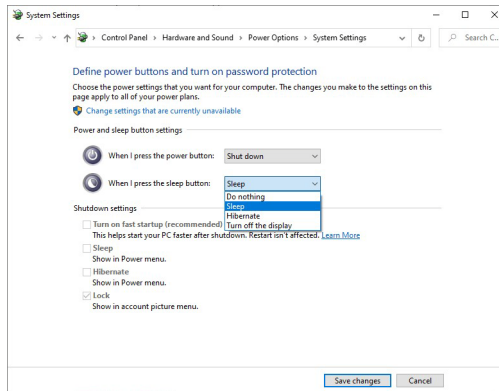 System Settings
Control Panel > Hardware and Sound > Power Options > System Settings
Search C...
Define power buttons and turn on password protection
Choose the power settings that you want for your computer. The changes you make to the settings on this
page apply to all of your power plans.
Change settings that are currently unavailable
Power and sleep button settings
When I press the power button: Shut down
When I press the sleep button: Sleep
Do nothing
Sleep
Hibernate
Turn off the display
Shutdown settings
Turn on fast startup (recommended)
This helps start your PC faster after shutdown. Restart isn't affected. Learn More
Sleep
Show in Power menu.
Hibernate
Show in Power menu.
Lock
Show in account picture menu.
Save changes Cancel